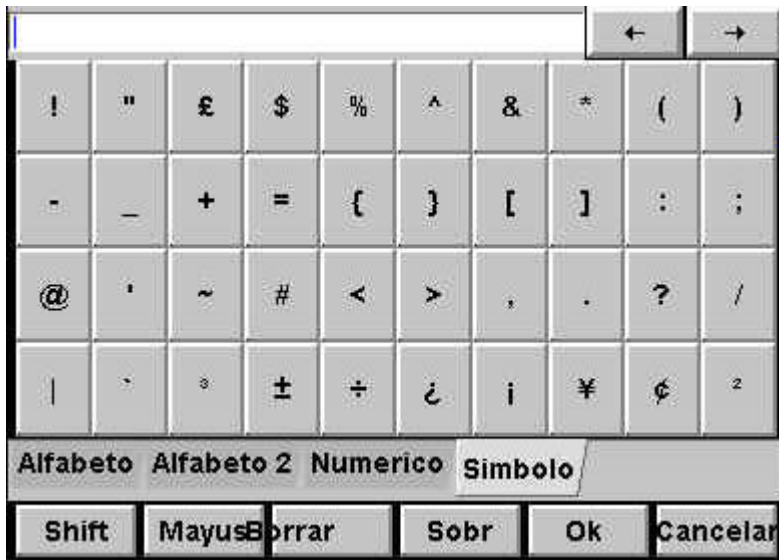 ← →
! " £ $ % ^ & * ( )
- _ + = { } [ ] : ;
@ ' ~ # < > , . ? /
| ` ³ ± ÷ ¿ ¡ ¥ ¢ ²
Alfabeto Alfabeto 2 Numerico Simbolo
Shift Mayus Borrar Sobr Ok Cancelar